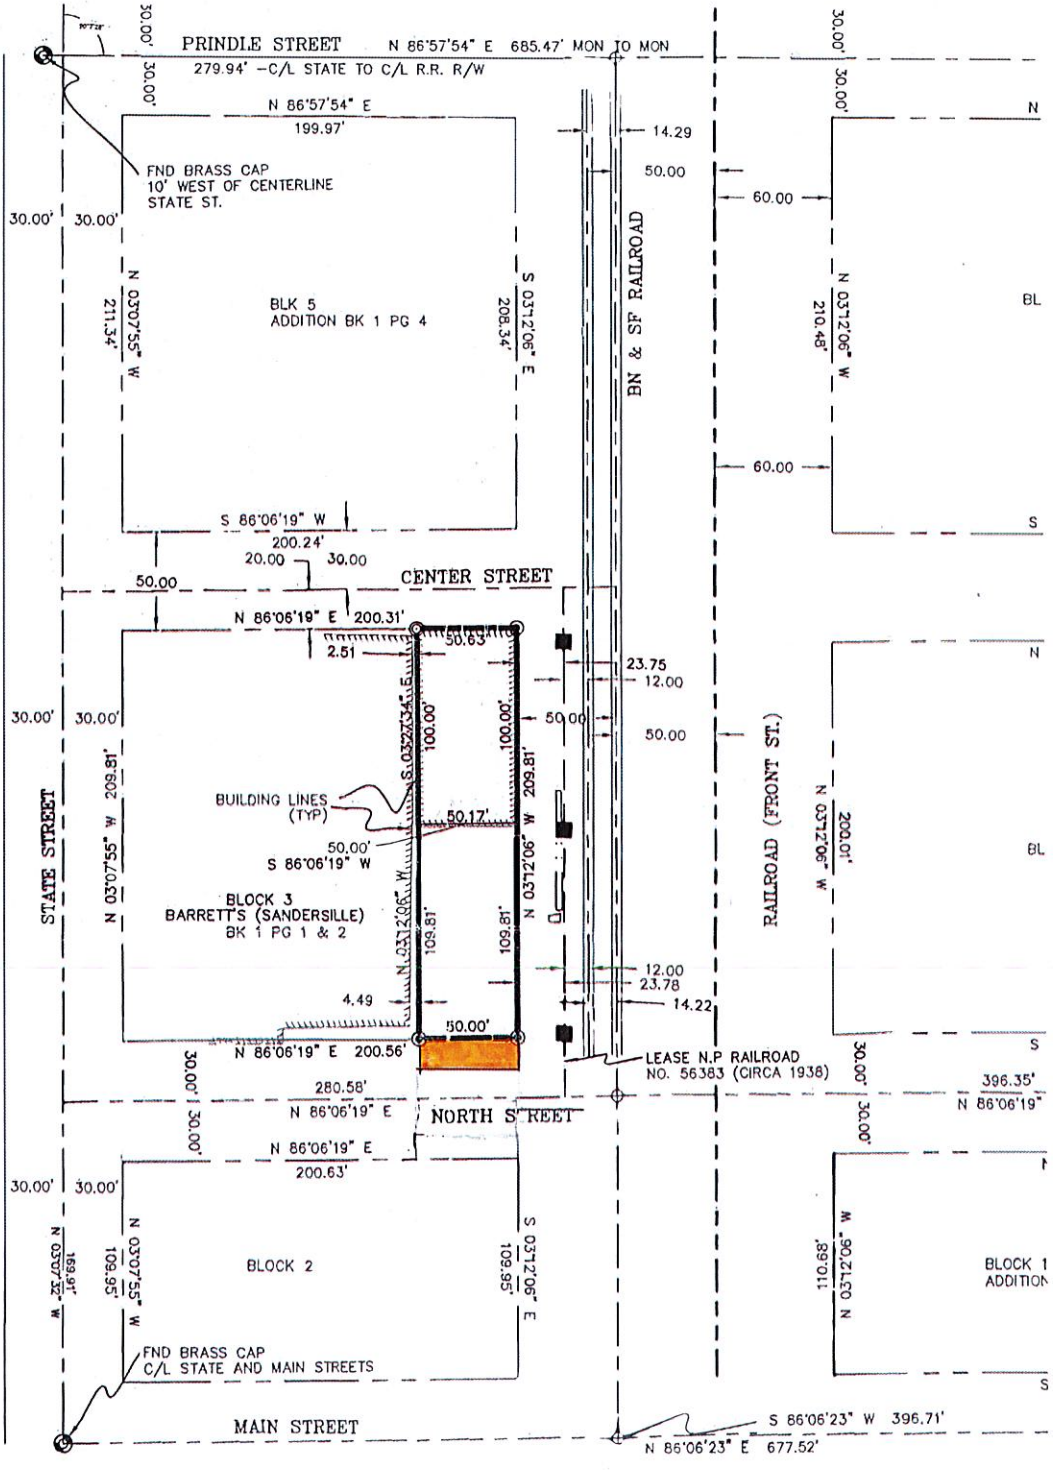 30.00'
30.00'
PRINDLE STREET N 86°57'54" E 685.47' MON TO MON
279.94' -C/L STATE TO C/L R.R. R/W
30.00'
30.00'
N 86°57'54" E
199.97'
N
14.29
50.00
60.00
FND BRASS CAP
10' WEST OF CENTERLINE
STATE ST.
30.00' 30.00'
N 03°07'55" W
211.34'
BLK 5
ADDITION BK 1 PG 4
S 03°12'06" E
208.34'
BN & SF RAILROAD
N 03°12'06" W
210.48'
BL
60.00
S 86°06'19" W
200.24'
S
20.00 30.00
50.00
CENTER STREET
N 86°06'19" E 200.31'
50.63'
2.51
N
23.75
12.00
30.00' 30.00'
50.00
50.00
S 03°27'34" E
100.00'
100.00'
N 03°12'06" W 209.81'
N 03°07'55" W 209.81'
STATE STREET
BUILDING LINES
(TYP)
50.17'
50.00'
S 86°06'19" W
RAILROAD (FRONT ST.)
200.01'
N 03°12'06" W
BL
BLOCK 3
BARRETT'S (SANDERSILLE)
BK 1 PG 1 & 2
N 03°12'06" W
109.81'
109.81'
12.00
23.78
14.22
4.49
50.00'
N 86°06'19" E 200.56'
S
LEASE N.P RAILROAD
NO. 56383 (CIRCA 1938)
30.00'
30.00'
280.58'
N 86°06'19" E
NORTH STREET
30.00'
30.00'
396.35'
N 86°06'19"
N 86°06'19" E
200.63'
30.00' 30.00'
N 03°07'32" W
169.91'
N 03°07'55" W
109.95'
BLOCK 2
S 03°12'06" E
109.95'
N 03°12'06" W
110.68'
BLOCK 1
ADDITION
FND BRASS CAP
C/L STATE AND MAIN STREETS
S
MAIN STREET
S 86°06'23" W 396.71'
N 86°06'23" E 677.52'